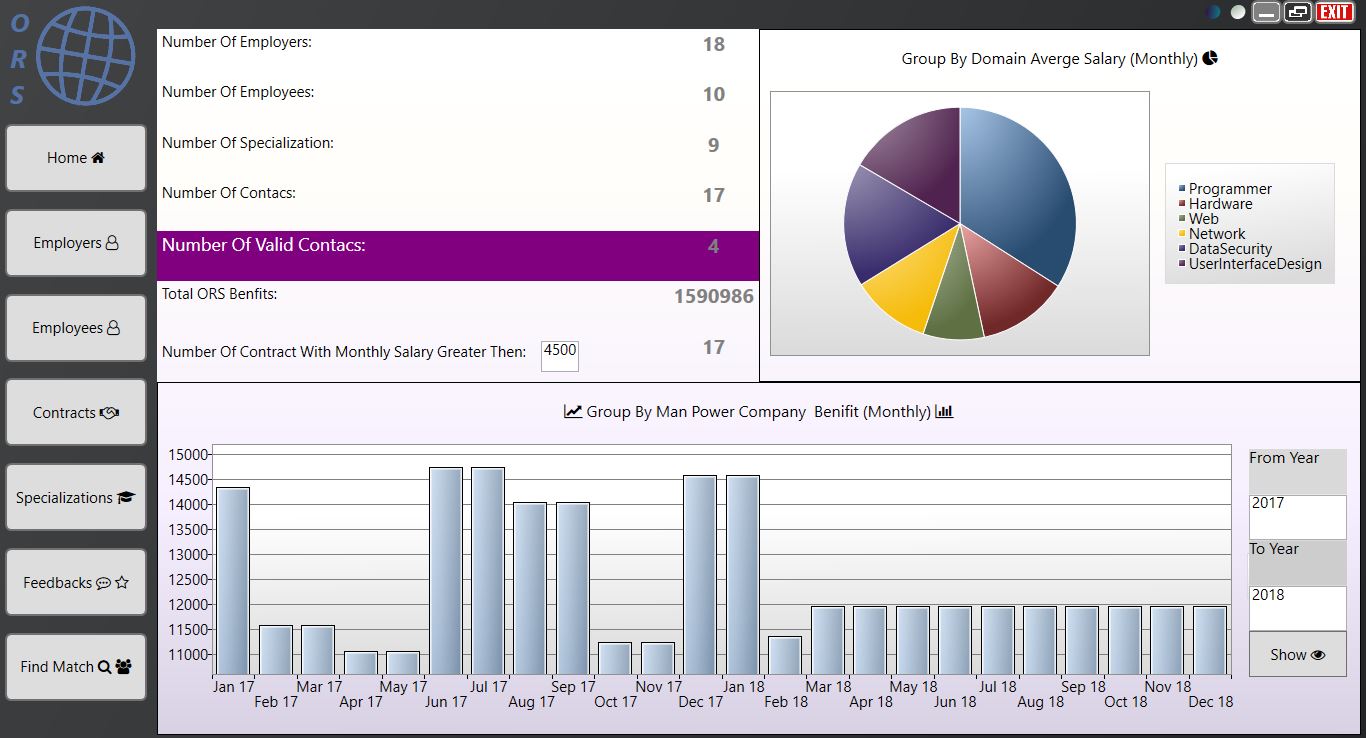 O
R
S
EXIT
Home
Employers
Employees
Contracts
Specializations
Feedbacks
Find Match
Number Of Employers: 18
Number Of Employees: 10
Number Of Specialization: 9
Number Of Contacs: 17
Number Of Valid Contacs: 4
Total ORS Benfits: 1590986
Number Of Contract With Monthly Salary Greater Then: 4500 17
Group By Domain Averge Salary (Monthly)
Programmer
Hardware
Web
Network
DataSecurity
UserInterfaceDesign
Group By Man Power Company Benifit (Monthly)
15000
14500
14000
13500
13000
12500
12000
11500
11000
Jan 17 Mar 17 May 17 Jul 17 Sep 17 Nov 17 Jan 18 Mar 18 May 18 Jul 18 Sep 18 Nov 18
Feb 17 Apr 17 Jun 17 Aug 17 Oct 17 Dec 17 Feb 18 Apr 18 Jun 18 Aug 18 Oct 18 Dec 18
From Year
2017
To Year
2018
Show